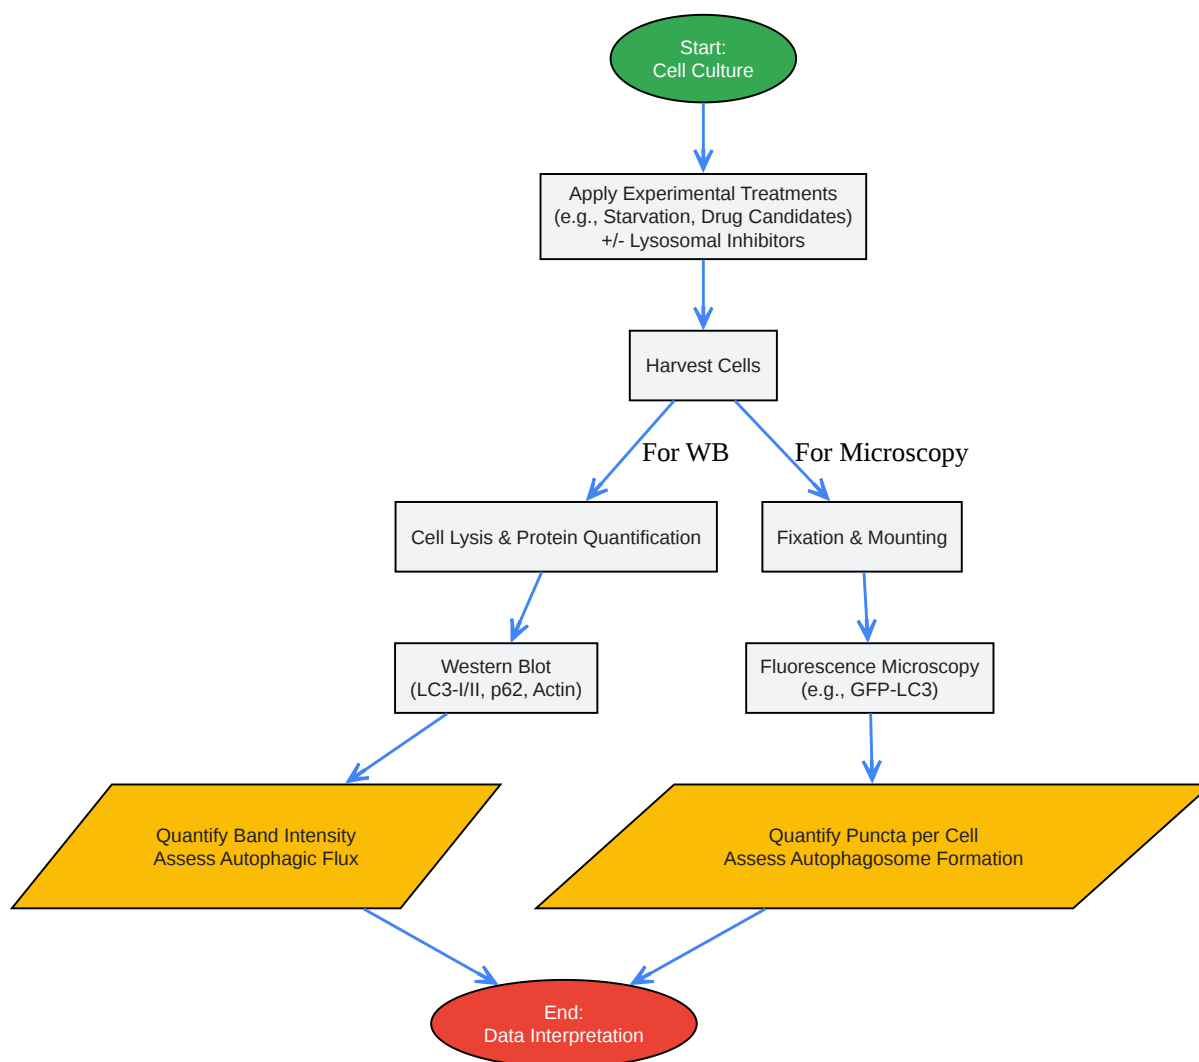 Start:
Cell Culture
Apply Experimental Treatments
(e.g., Starvation, Drug Candidates)
+/- Lysosomal Inhibitors
Harvest Cells
For WB
For Microscopy
Cell Lysis & Protein Quantification
Fixation & Mounting
Western Blot
(LC3-I/II, p62, Actin)
Fluorescence Microscopy
(e.g., GFP-LC3)
Quantify Band Intensity
Assess Autophagic Flux
Quantify Puncta per Cell
Assess Autophagosome Formation
End:
Data Interpretation